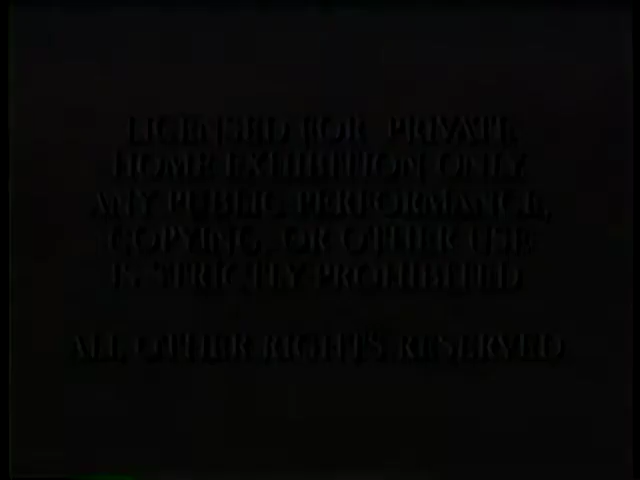 LICENSED FOR PRIVATE
HOME EXHIBITION ONLY
ANY PUBLIC PERFORMANCE,
COPYING, OR OTHER USE
IS STRICTLY PROHIBITED
ALL OTHER RIGHTS RESERVED